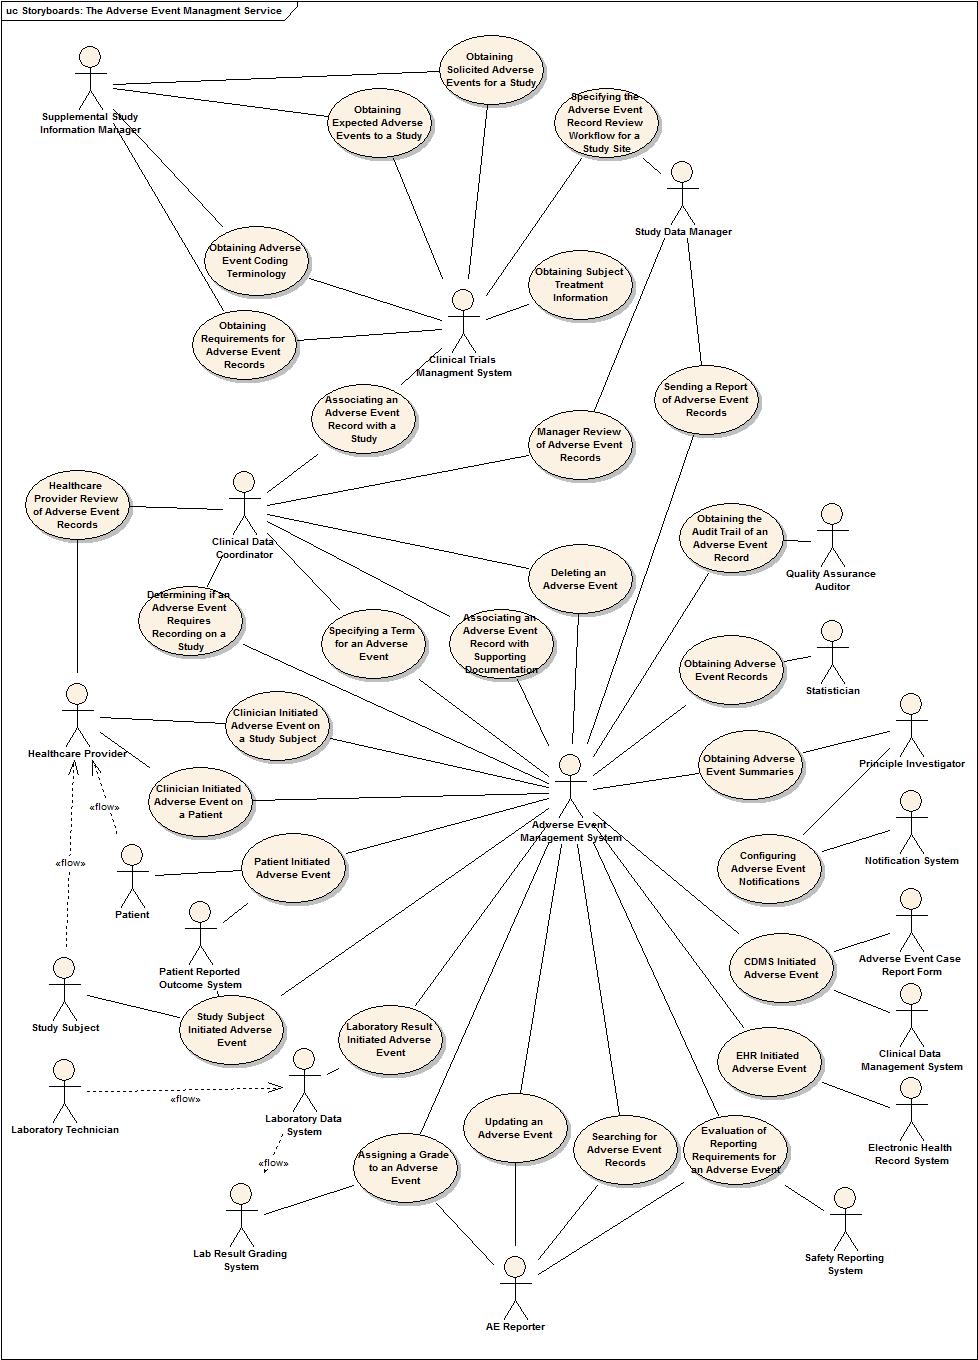 uc Storyboards: The Adverse Event Managment Service
Supplemental Study
Information Manager
Obtaining
Solicited Adverse
Events for a Study
Obtaining
Expected Adverse
Events to a Study
Specifying the
Adverse Event
Record Review
Workflow for a
Study Site
Study Data Manager
Obtaining Adverse
Event Coding
Terminology
Obtaining Subject
Treatment
Information
Obtaining
Requirements for
Adverse Event
Records
Clinical Trials
Managment System
Associating an
Adverse Event
Record with a
Study
Sending a Report
of Adverse Event
Records
Manager Review
of Adverse Event
Records
Healthcare
Provider Review
of Adverse Event
Records
Clinical Data
Coordinator
Obtaining the
Audit Trail of an
Adverse Event
Record
Quality Assurance
Auditor
Deleting an
Adverse Event
Determining if an
Adverse Event
Requires
Recording on a
Study
Specifying a Term
for an Adverse
Event
Associating an
Adverse Event
Record with
Supporting
Documentation
Obtaining Adverse
Event Records
Statistician
Healthcare Provider
Clinician Initiated
Adverse Event on
a Study Subject
Obtaining Adverse
Event Summaries
Principle Investigator
Clinician Initiated
Adverse Event on
a Patient
Adverse Event
Management System
«flow»
«flow»
Patient
Patient Initiated
Adverse Event
Configuring
Adverse Event
Notifications
Notification System
Patient Reported
Outcome System
CDMS Initiated
Adverse Event
Adverse Event Case
Report Form
Study Subject
Study Subject
Initiated Adverse
Event
Laboratory Result
Initiated Adverse
Event
EHR Initiated
Adverse Event
Clinical Data
Management System
Laboratory Technician
«flow»
Laboratory Data
System
«flow»
Updating an
Adverse Event
Searching for
Adverse Event
Records
Evaluation of
Reporting
Requirements for
an Adverse Event
Electronic Health
Record System
Assigning a Grade
to an Adverse
Event
Lab Result Grading
System
Safety Reporting
System
AE Reporter